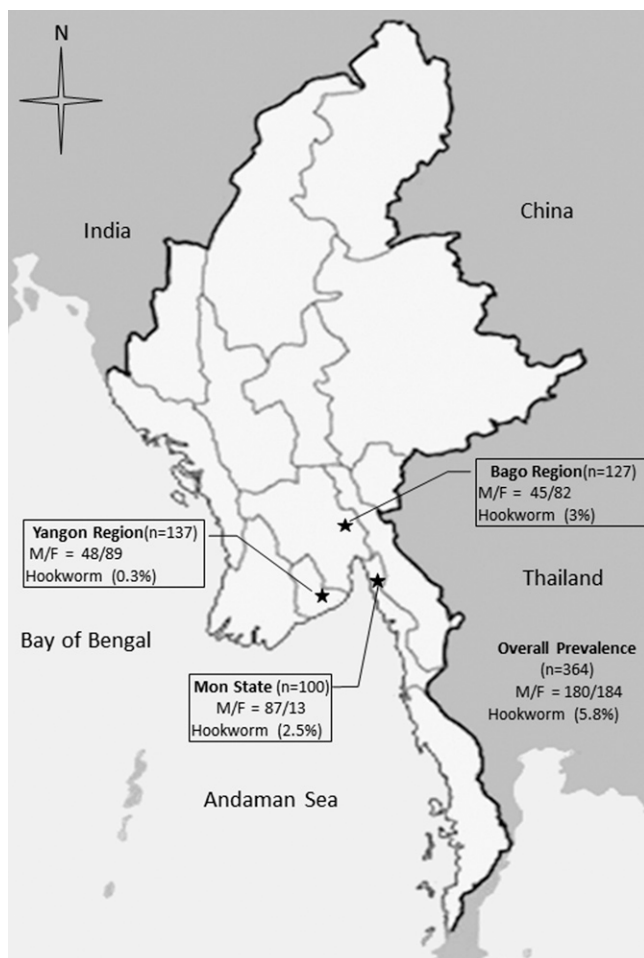 N
India
China
Bago Region(n=127)
M/F = 45/82
Hookworm (3%)
Yangon Region(n=137)
M/F = 48/89
Hookworm (0.3%)
Thailand
Bay of Bengal
Overall Prevalence
(n=364)
M/F = 180/184
Hookworm (5.8%)
Mon State (n=100)
M/F = 87/13
Hookworm (2.5%)
Andaman Sea